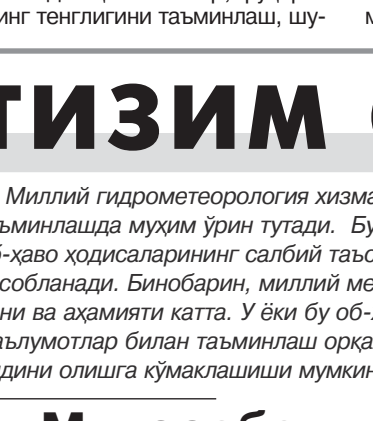 инг тенглигини таъминлаш, шу-
ТИЗИМ
Миллий гидрометеорология хизма
ъминлашда муҳим ўрин тутади. Бу
б-ҳаво ҳодисаларининг салбий таъс
собланади. Бинобарин, миллий ме
ни ва аҳамияти катта. У ёки бу об-
аълумотлар билан таъминлаш орқа
дини олишга кўмаклашиши мумкин